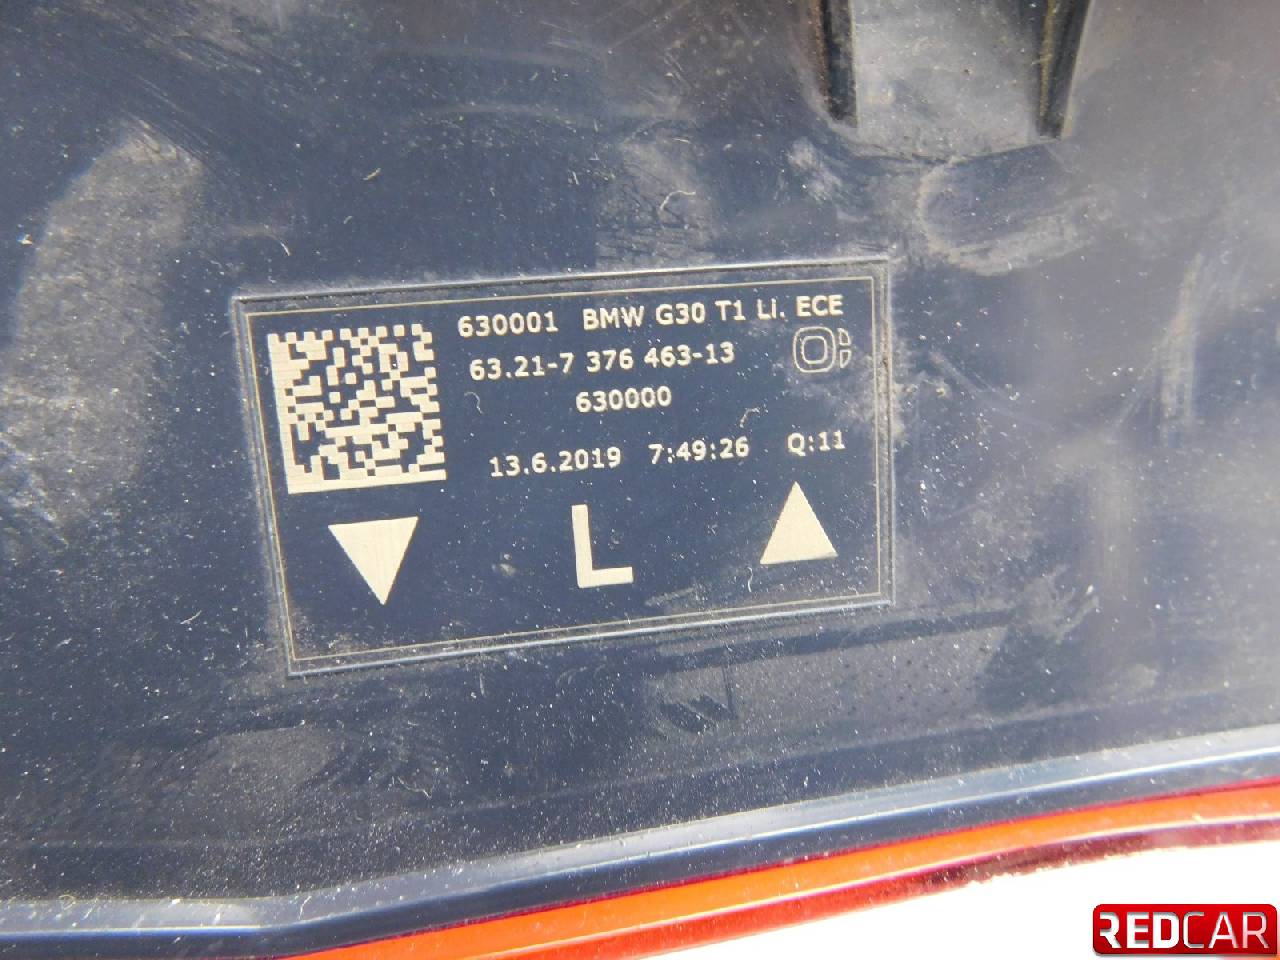 630001 BMW G30 T1 Li. ECE
63.21-7 376 463-13
630000
13.6.2019 7:49:26 Q:11
L
REDCAR